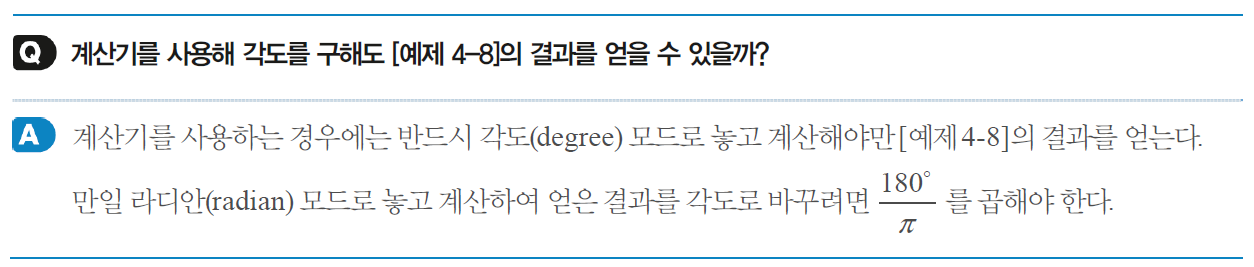 Q 계산기를 사용해 각도를 구해도 [예제 4-8]의 결과를 얻을 수 있을까?
A 계산기를 사용하는 경우에는 반드시 각도(degree) 모드로 놓고 계산해야만 [예제 4-8]의 결과를 얻는다.
만일 라디안(radian) 모드로 놓고 계산하여 얻은 결과를 각도로 바꾸려면 180°/π 를 곱해야 한다.